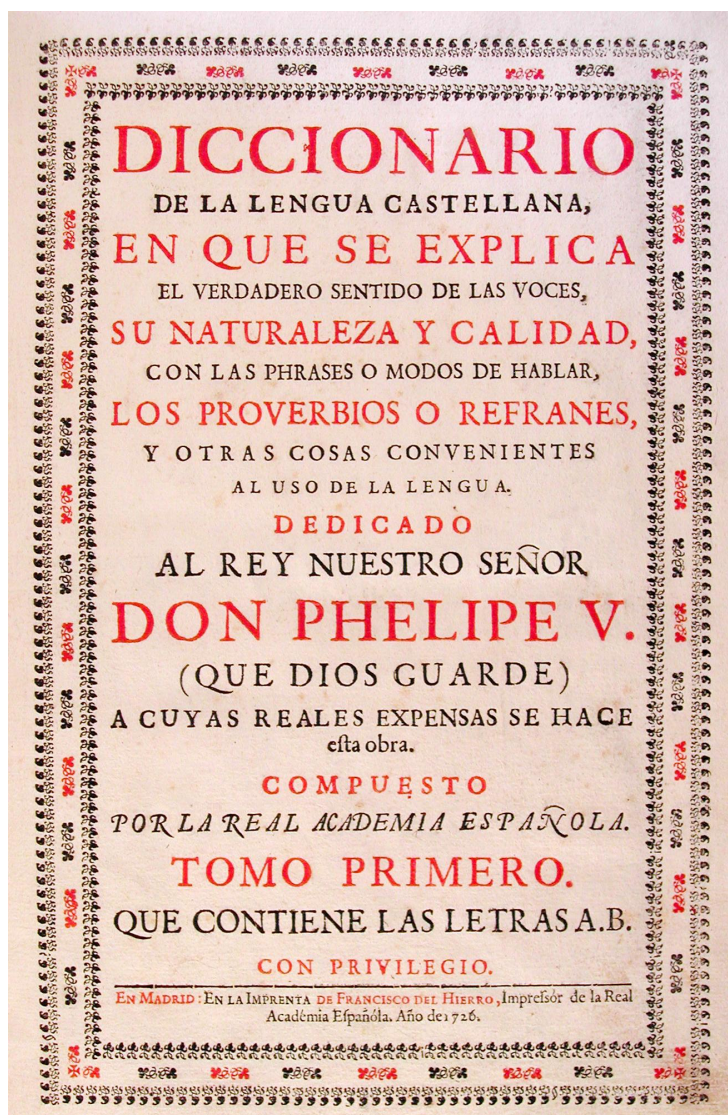 DICCIONARIO
DE LA LENGUA CASTELLANA,
EN QUE SE EXPLICA
EL VERDADERO SENTIDO DE LAS VOCES,
SU NATURALEZA Y CALIDAD,
CON LAS PHRASES O MODOS DE HABLAR,
LOS PROVERBIOS O REFRANES,
Y OTRAS COSAS CONVENIENTES
AL USO DE LA LENGUA.
DEDICADO
AL REY NUESTRO SEÑOR
DON PHELIPE V.
(QUE DIOS GUARDE)
A CUYAS REALES EXPENSAS SE HACE
eſta obra.
COMPUESTO
POR LA REAL ACADEMIA ESPAÑOLA.
TOMO PRIMERO.
QUE CONTIENE LAS LETRAS A.B.
CON PRIVILEGIO.
EN MADRID: EN LA IMPRENTA DE FRANCISCO DEL HIERRO, Impreſſór de la Real
Académia Eſpañóla. Año de 1726.